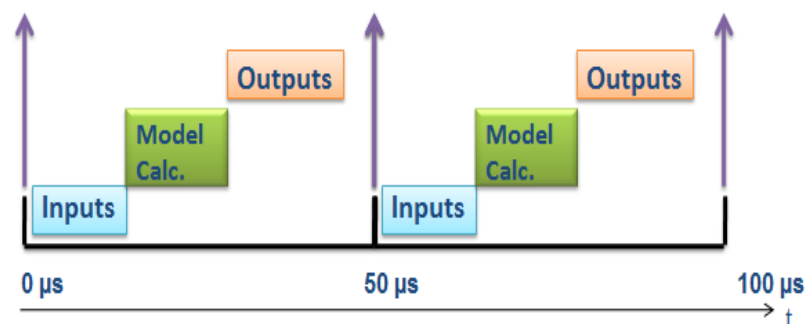 Outputs
Outputs
Model
Calc.
Model
Calc.
Inputs
Inputs
0 µs
50 µs
100 µs
t